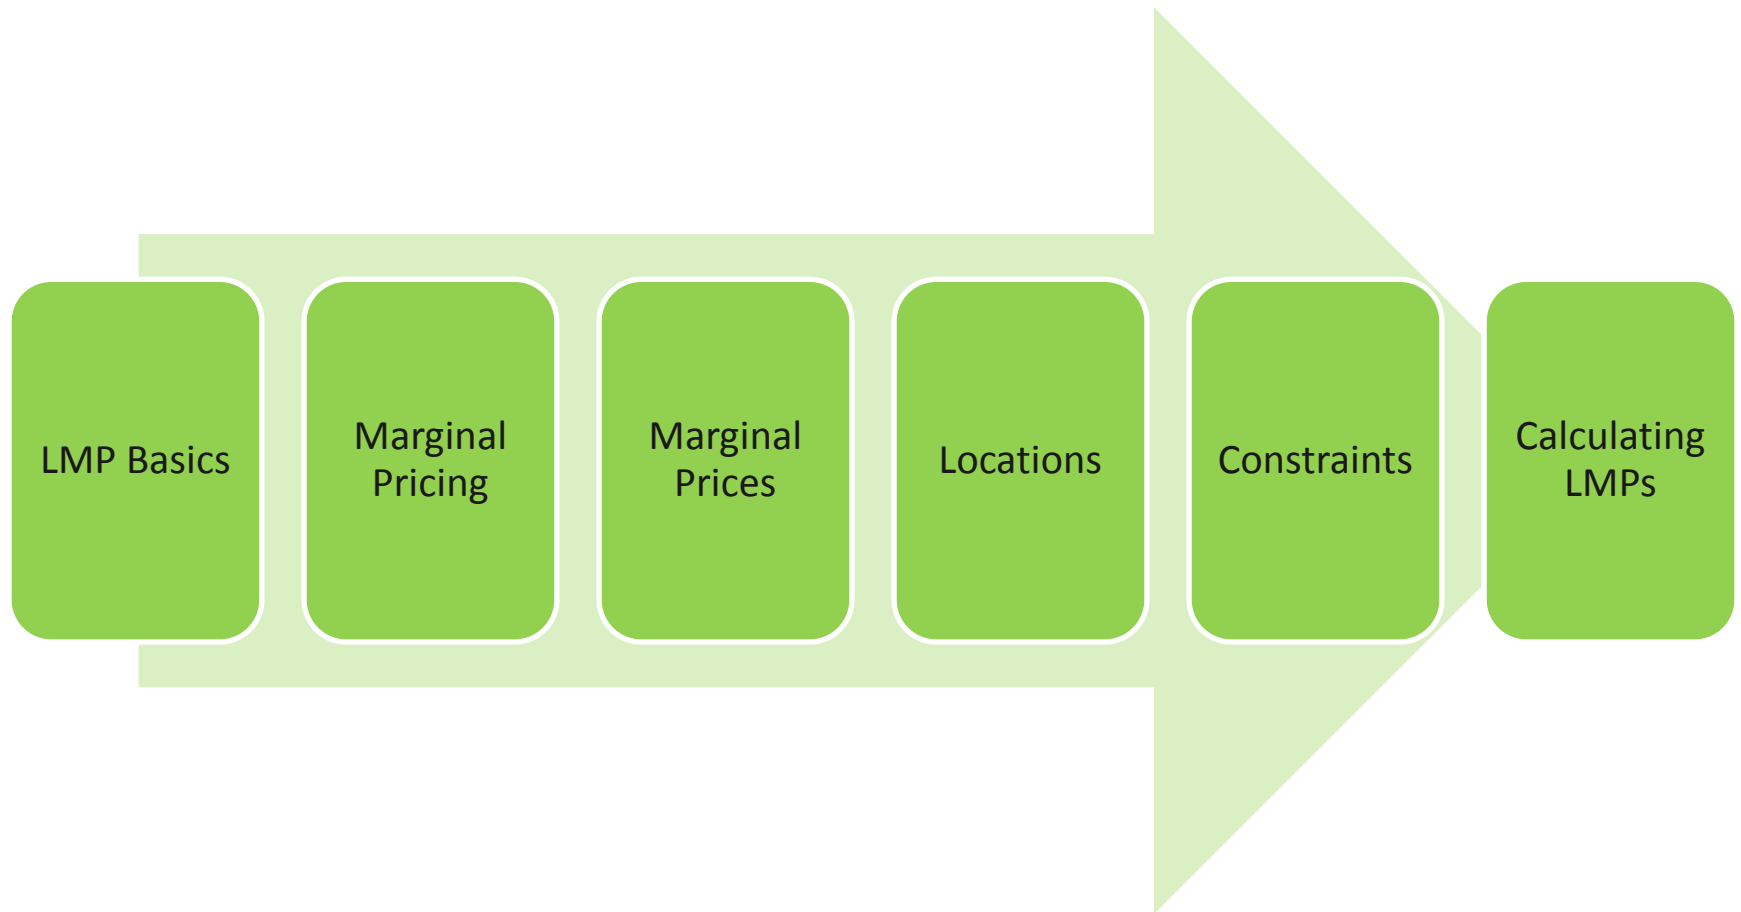 LMP Basics
Marginal
Pricing
Marginal
Prices
Locations
Constraints
Calculating
LMPs